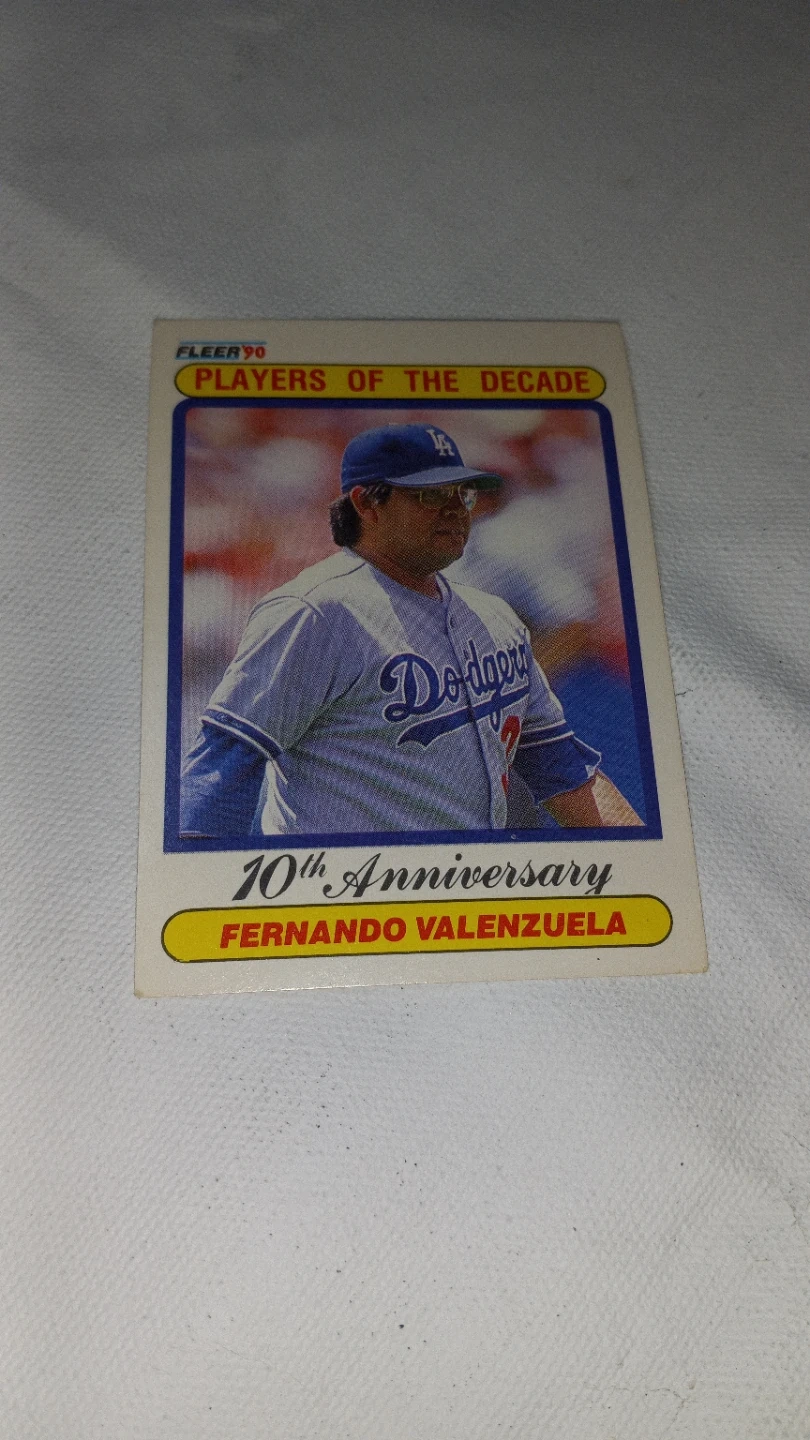 FLEER '90
PLAYERS OF THE DECADE
LA
Dodgers
10th Anniversary
FERNANDO VALENZUELA